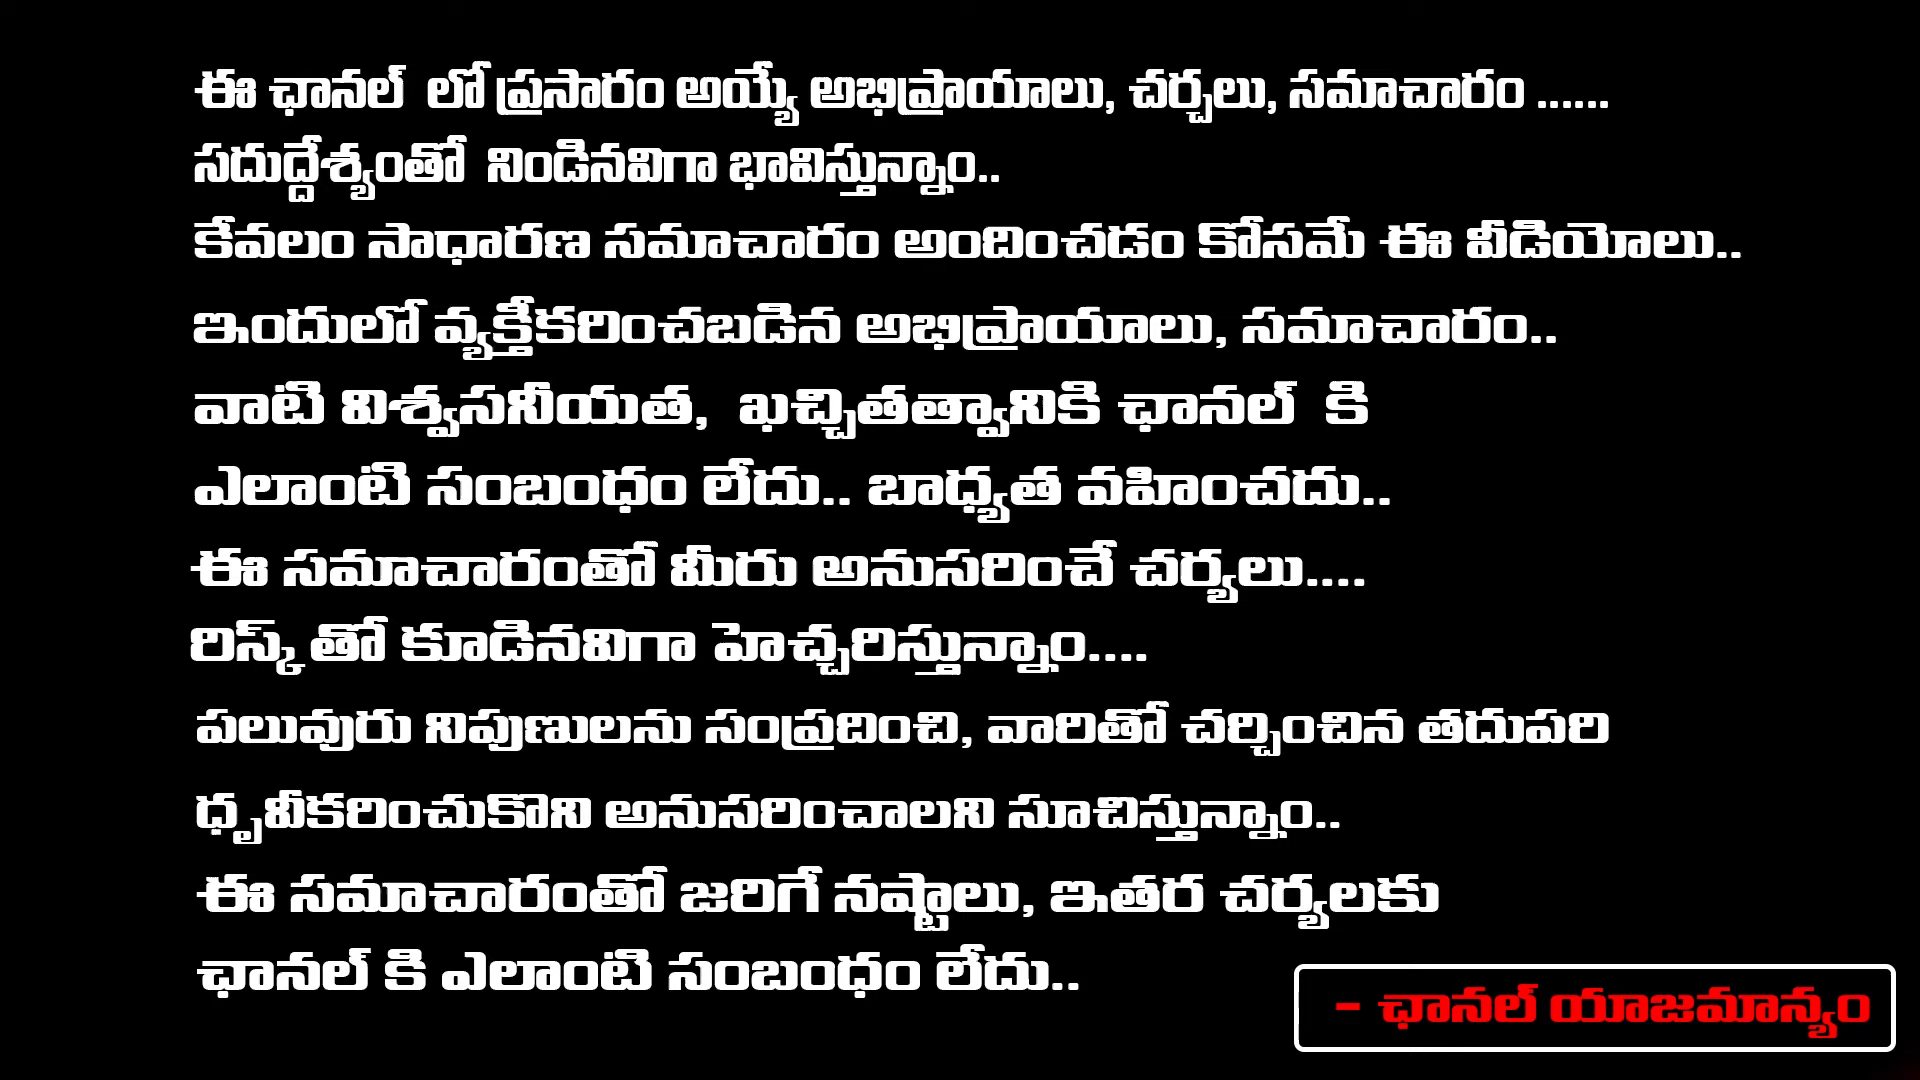 ఈ ఛానల్ లో ప్రసారం అయ్యే అభిప్రాయాలు, చర్చలు, సమాచారం ......
సదుద్దేశ్యంతో నిండినవిగా భావిస్తున్నాం..
కేవలం సాధారణ సమాచారం అందించడం కోసమే ఈ వీడియోలు..
ఇందులో వ్యక్తీకరించబడిన అభిప్రాయాలు, సమాచారం..
వాటి విశ్వసనీయత, ఖచ్చితత్వానికి ఛానల్ కి
ఎలాంటి సంబంధం లేదు.. బాధ్యత వహించదు..
ఈ సమాచారంతో మీరు అనుసరించే చర్యలు....
రిస్క్ తో కూడినవిగా హెచ్చరిస్తున్నాం....
పలువురు నిపుణులను సంప్రదించి, వారితో చర్చించిన తదుపరి
ధృవీకరించుకొని అనుసరించాలని సూచిస్తున్నాం..
ఈ సమాచారంతో జరిగే నష్టాలు, ఇతర చర్యలకు
ఛానల్ కి ఎలాంటి సంబంధం లేదు..
- ఛానల్ యాజమాన్యం